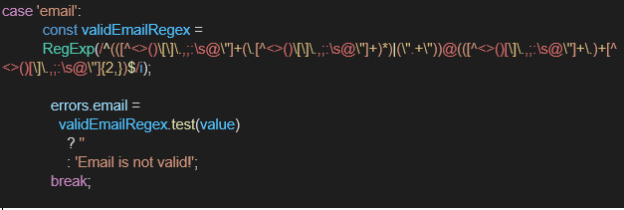 case 'email':
const validEmailRegex =
RegExp(/^(([^<>()\[\]\.,;:\s@\"]+(\.[^<>()\[\]\.,;:\s@\"]+)*)|(\".+\"))@(([^<>()[\]\.,;:\s@\"]+\.)+[^
<>()[\]\.,;:\s@\"]{2,})$/i);
errors.email =
validEmailRegex.test(value)
? ''
: 'Email is not valid!';
break;